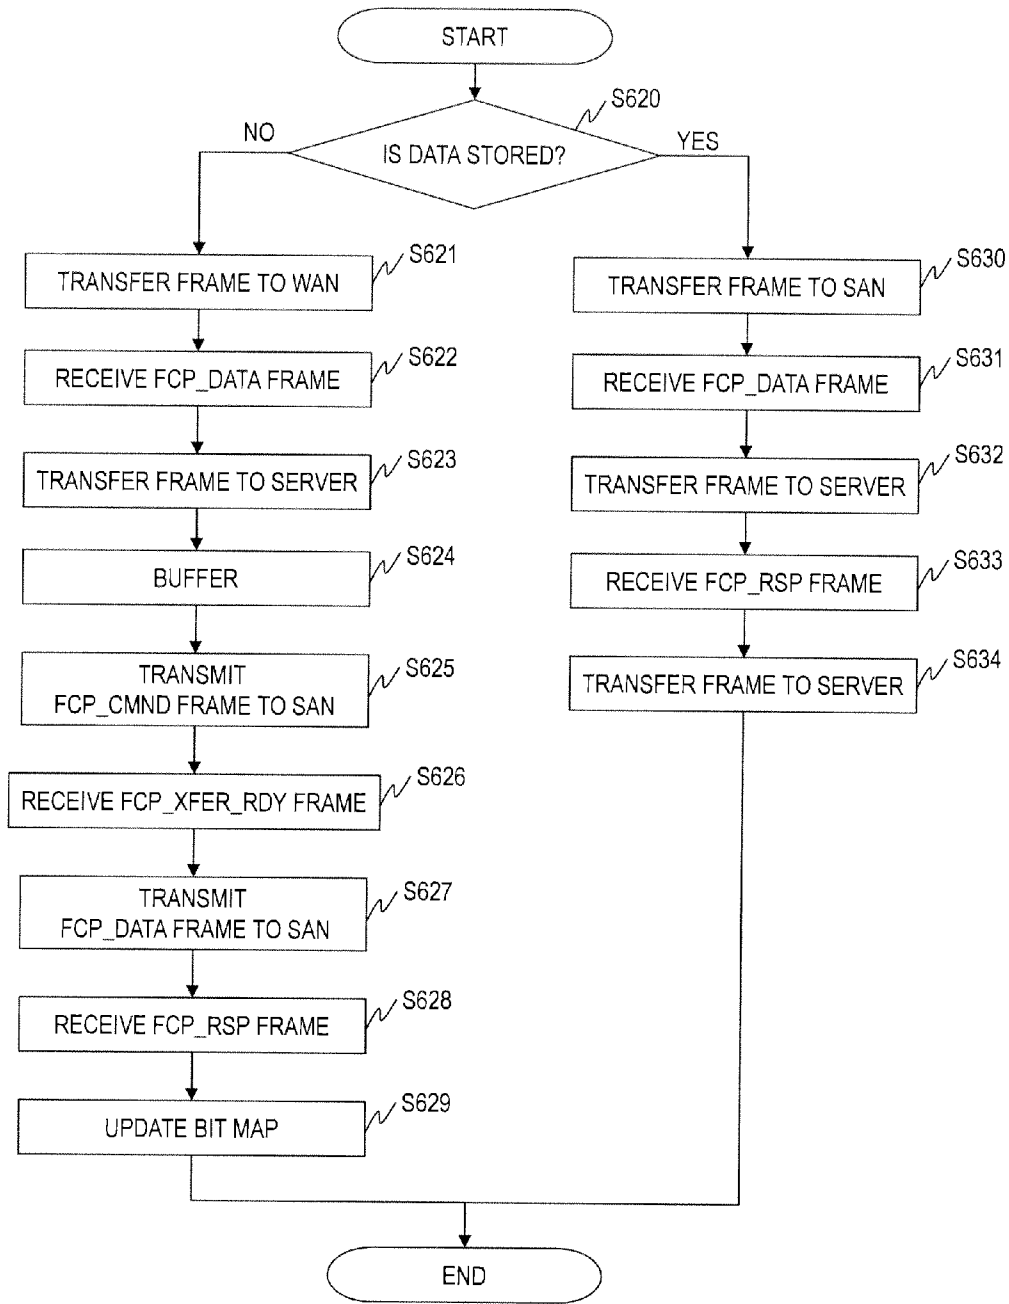 START
S620
NO
IS DATA STORED?
YES
S621
TRANSFER FRAME TO WAN
S622
RECEIVE FCP_DATA FRAME
S623
TRANSFER FRAME TO SERVER
S624
BUFFER
S625
TRANSMIT
FCP_CMND FRAME TO SAN
S626
RECEIVE FCP_XFER_RDY FRAME
S627
TRANSMIT
FCP_DATA FRAME TO SAN
S628
RECEIVE FCP_RSP FRAME
S629
UPDATE BIT MAP
S630
TRANSFER FRAME TO SAN
S631
RECEIVE FCP_DATA FRAME
S632
TRANSFER FRAME TO SERVER
S633
RECEIVE FCP_RSP FRAME
S634
TRANSFER FRAME TO SERVER
END